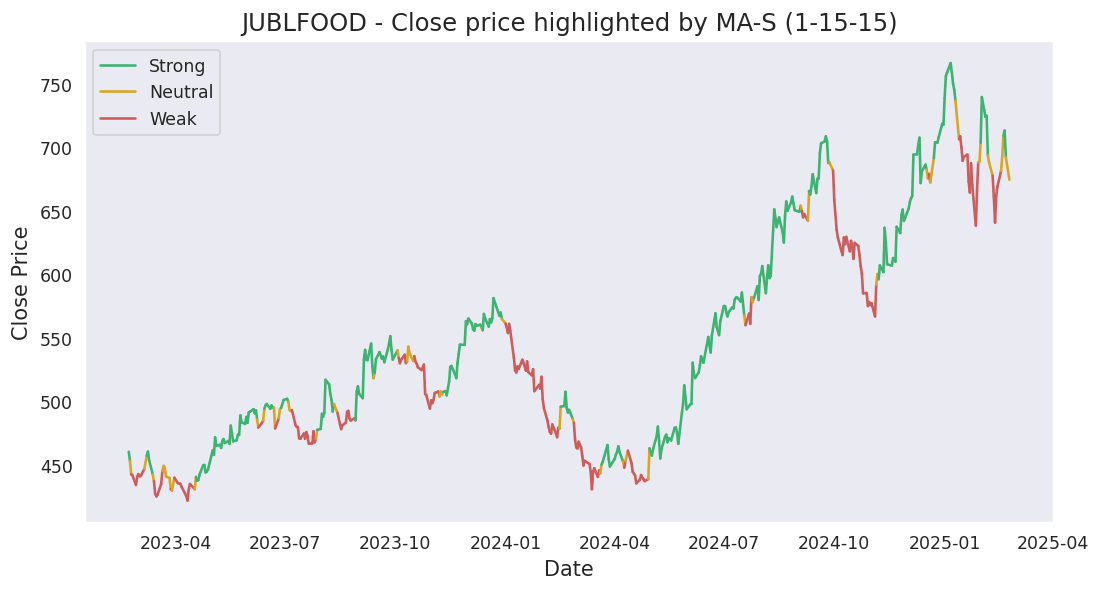 JUBLFOOD - Close price highlighted by MA-S (1-15-15)
Strong
Neutral
Weak
Close Price
750
700
650
600
550
500
450
2023-04 2023-07 2023-10 2024-01 2024-04 2024-07 2024-10 2025-01 2025-04
Date